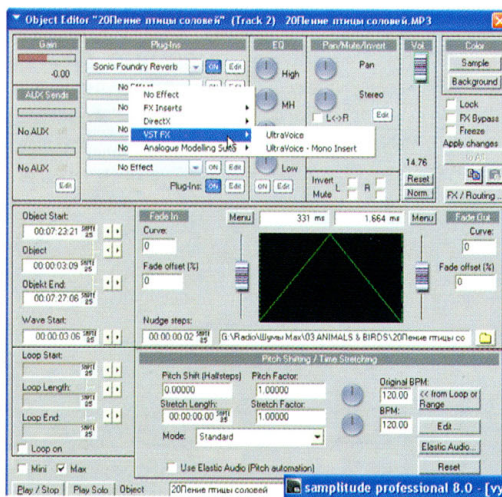 Object Editor "20Пение птицы соловей" (Track 2) 20Пение птицы соловей.MP3
Gain
Plug-Ins
EQ
Pan/Mute/Invert
Vol
Color
-0.00
Sonic Foundry Reverb
ON
Edit
High
Pan
Sample
Background
AUX Sends
No Effect
FX Inserts
DirectX
VST FX
Analogue Modelling Suite
UltraVoice
UltraVoice - Mono Insert
MH
Stereo
L<->R
Edit
Lock
FX Bypass
Freeze
Apply changes
To All
No AUX
No AUX
Edit
No Effect
ON
Edit
Low
Plug-Ins:
ON
Edit
ON
Edit
Invert
Mute
L
R
14.76
Reset
Norm.
FX / Routing
Object Start:
00:07:23:21
Object
00:00:03:09
Objekt End:
00:07:27:06
Wave Start:
00:00:03:06
Fade In
Menu
331 ms
1.664 ms
Menu
Fade Out
Curve:
0
Fade offset (%)
0
Curve:
0
Fade offset (%)
0
Nudge steps:
00:00:00:02
G:\Radio\Шумы Max\03 ANIMALS & BIRDS\20Пение птицы со
Loop Start:
Loop Length:
Loop End:
Loop on
Pitch Shifting / Time Stretching
Pitch Shift (Halfsteps)
0.00000
Pitch Factor:
1.00000
Stretch Length:
00:00:00:00
Stretch Factor:
1.00000
Mode:
Standard
Original BPM:
120.00
<< from Loop or Range
BPM:
120.00
Edit...
Elastic Audio...
Reset
Use Elastic Audio (Pitch automation)
Mini
Max
Play / Stop
Play Solo
Object
20Пение птицы соловей
samplitude professional 8.0 -